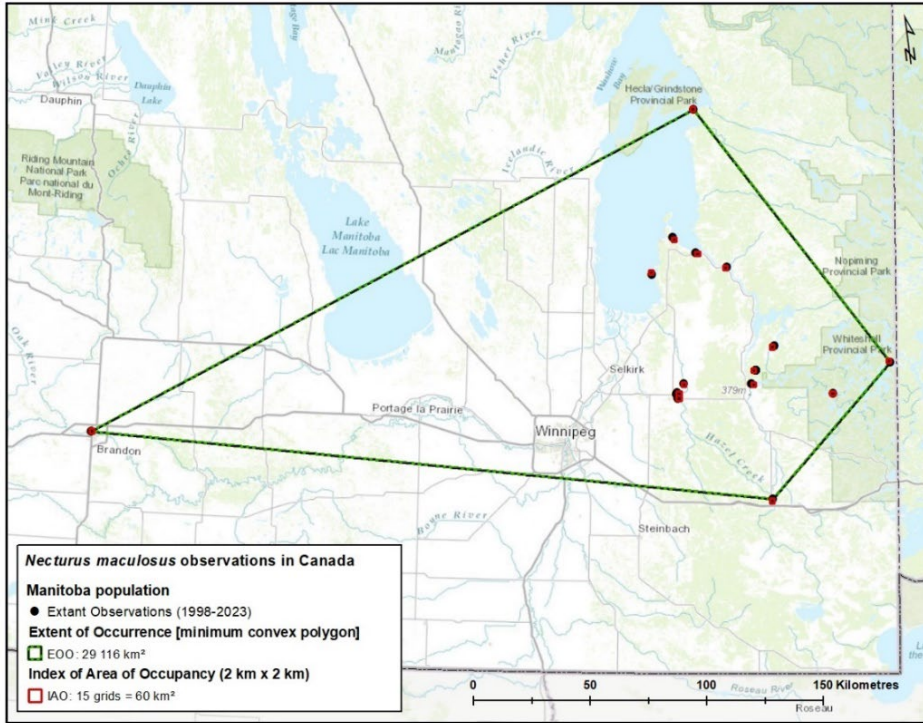 Mink Creek
Mantagao River
Fisher River
Washow Bay
N
Valley River
Wilson River
Dauphin
Lake
Dauphin
Hecla/Grindstone
Provincial Park
Ochre River
Icelandic River
Riding Mountain
National Park
Parc national du
Mont-Riding
Lake
Manitoba
Lac Manitoba
Nopiming
Provincial Park
Oak River
Whiteshell
Provincial Park
Selkirk
379m
Portage la Prairie
Winnipeg
Brandon
Hazel Creek
Boyne River
Steinbach
Necturus maculosus observations in Canada
Manitoba population
Extant Observations (1998-2023)
Extent of Occurrence [minimum convex polygon]
EOO: 29 116 km²
Index of Area of Occupancy (2 km x 2 km)
IAO: 15 grids = 60 km²
0 50 100 150 Kilometres
Roseau River
Roseau